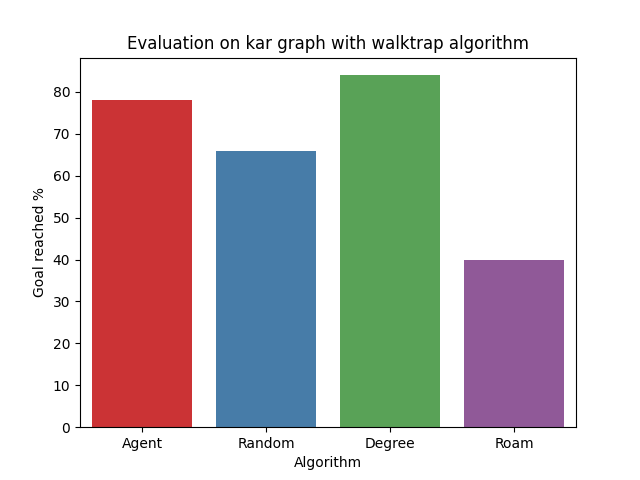 Evaluation on kar graph with walktrap algorithm
Goal reached %
80
70
60
50
40
30
20
10
0
Agent Random Degree Roam
Algorithm